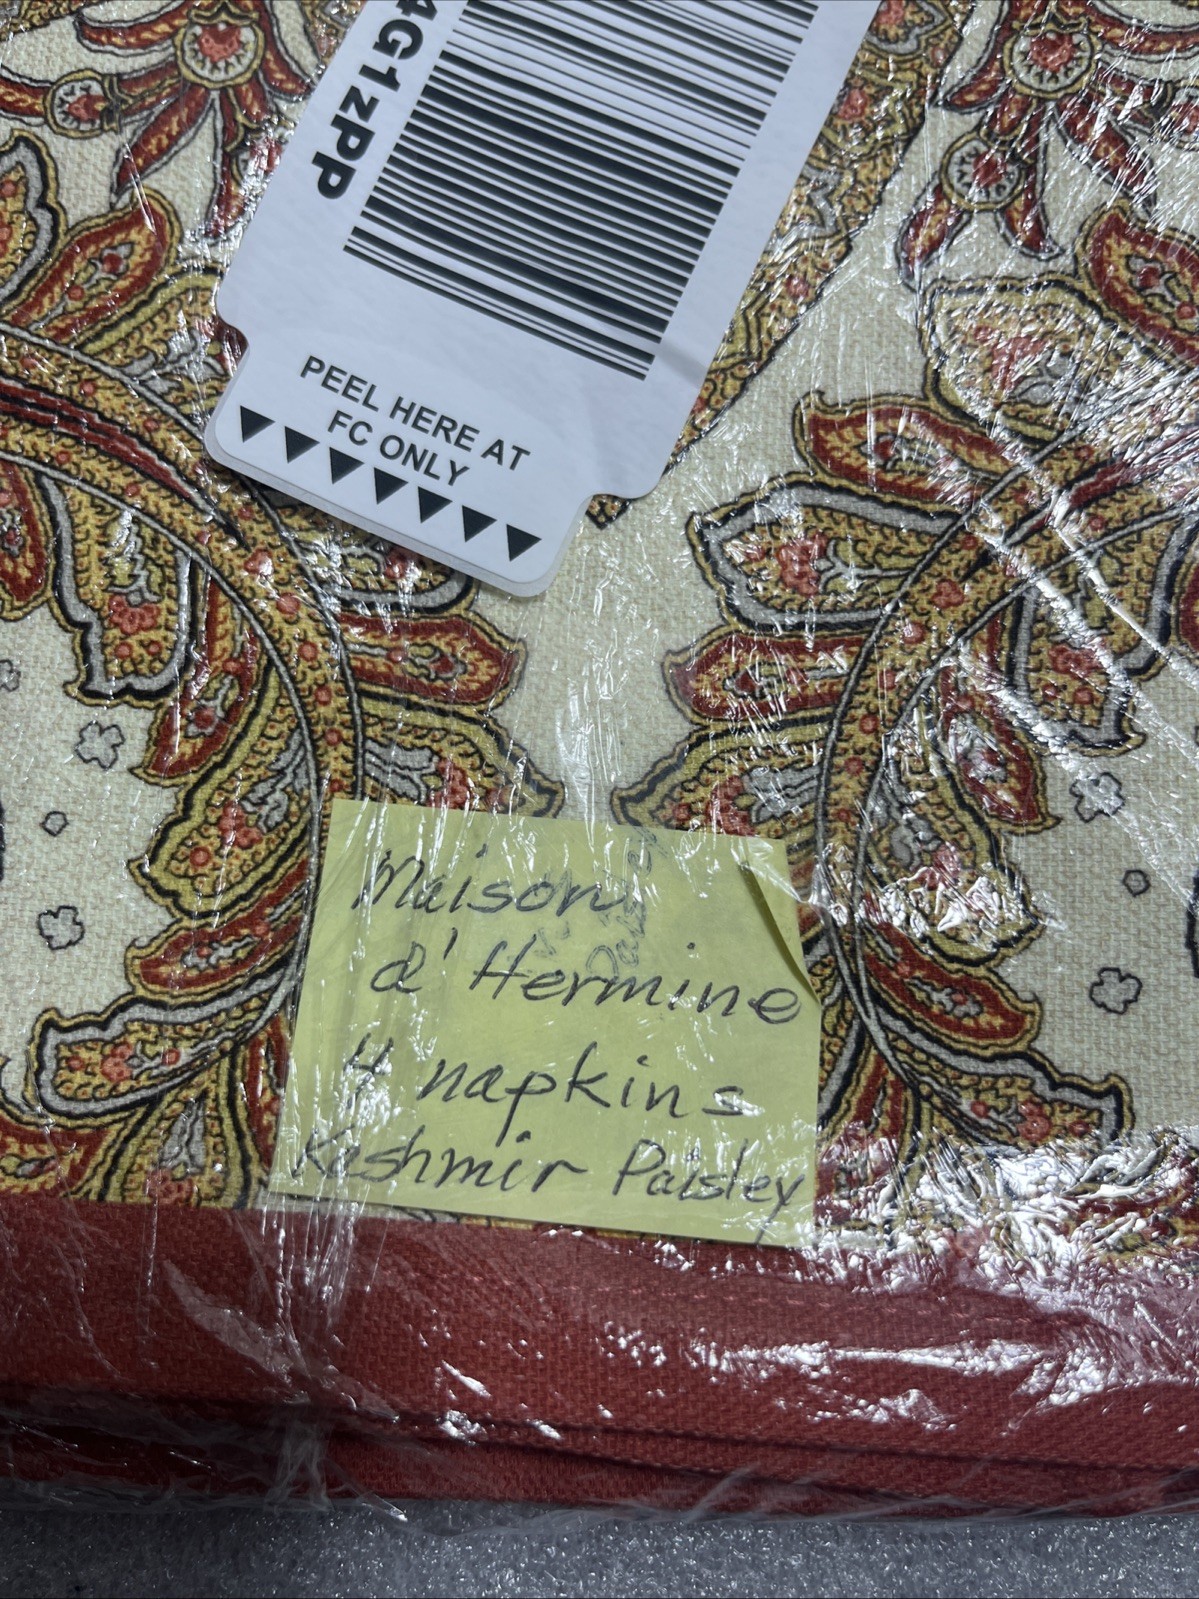 4G1zPp
PEEL HERE AT
FC ONLY
Maison
d'Hermine
4 napkins
Kashmir Paisley